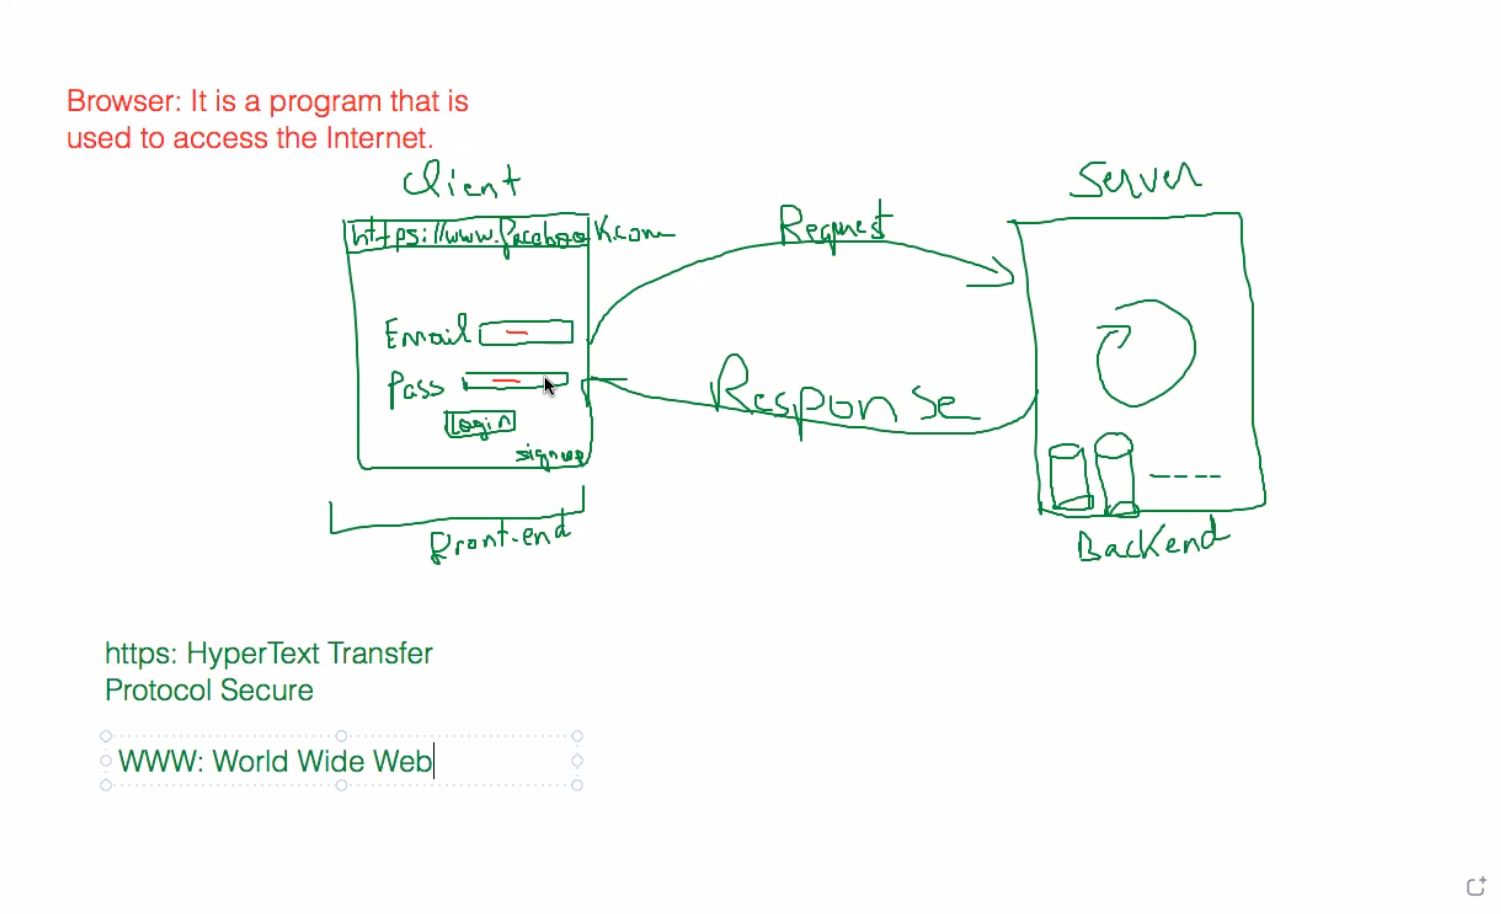 Browser: It is a program that is
used to access the Internet.
Client
Server
https://www.facebook.com
Request
Email
Pass
Response
Login
signup
Front-end
Backend
https: HyperText Transfer
Protocol Secure
WWW: World Wide Web